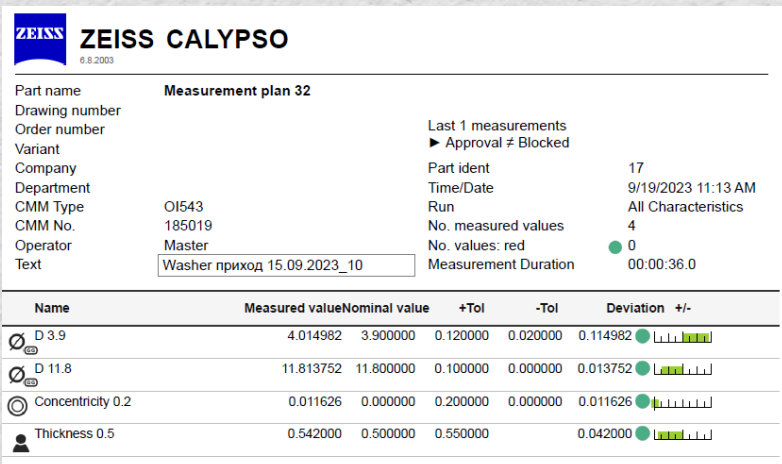 ZEISS
ZEISS CALYPSO
6.8.2003
Part name Measurement plan 32
Drawing number
Order number
Variant
Company
Department
CMM Type OI543
CMM No. 185019
Operator Master
Text Washer приход 15.09.2023_10
Last 1 measurements
► Approval ≠ Blocked
Part ident 17
Time/Date 9/19/2023 11:13 AM
Run All Characteristics
No. measured values 4
No. values: red 0
Measurement Duration 00:00:36.0
Name Measured value Nominal value +Tol -Tol Deviation +/-
D 3.9 4.014982 3.900000 0.120000 0.020000 0.114982
D 11.8 11.813752 11.800000 0.100000 0.000000 0.013752
Concentricity 0.2 0.011626 0.000000 0.200000 0.000000 0.011626
Thickness 0.5 0.542000 0.500000 0.550000 0.042000